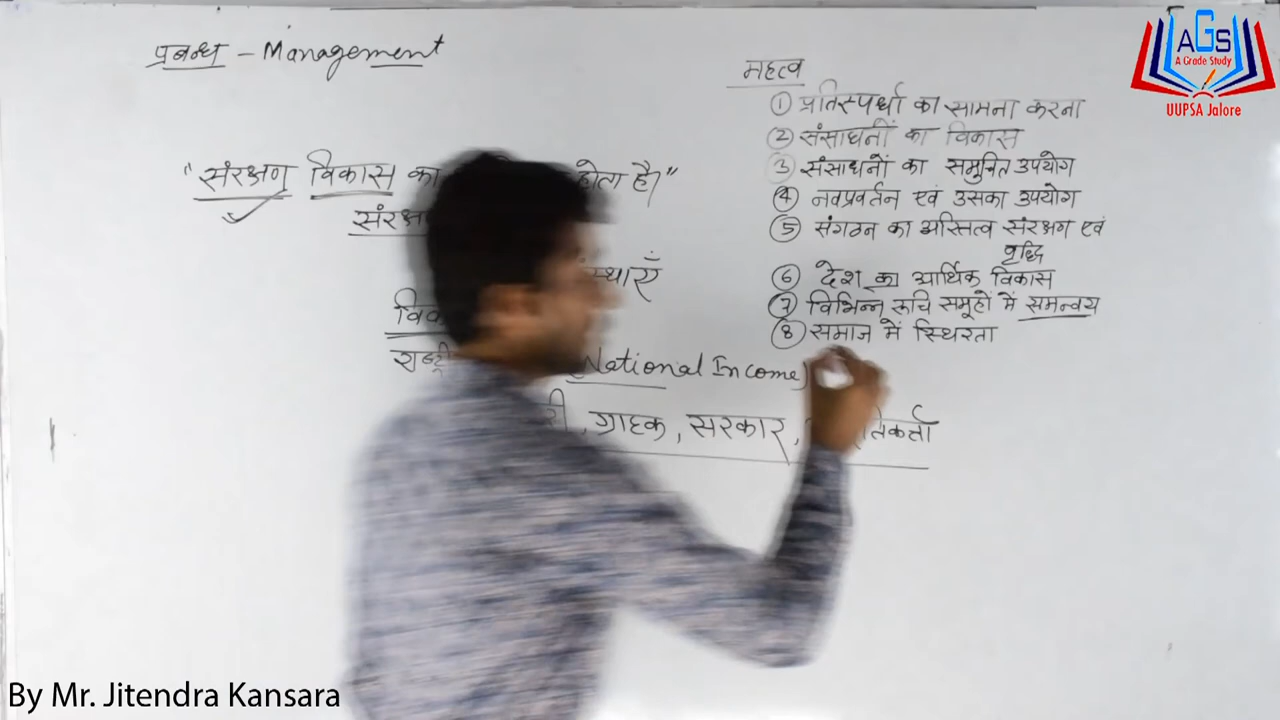 प्रबन्ध - Management
"संरक्षण विकास का होता है।"
National Income)
ग्राहक, सरकार,
महत्व
① प्रतिस्पर्धा का सामना करना
② संसाधनों का विकास
③ संसाधनों का समुचित उपयोग
④ नवप्रवर्तन एवं उसका उपयोग
⑤ संगठन का अस्तित्व संरक्षण एवं
वृद्धि
⑥ देश का आर्थिक विकास
⑦ विभिन्न रूचि समूहों में समन्वय
⑧ समाज में स्थिरता
AGS
A Grade Study
UUPSA Jalore
By Mr. Jitendra Kansara